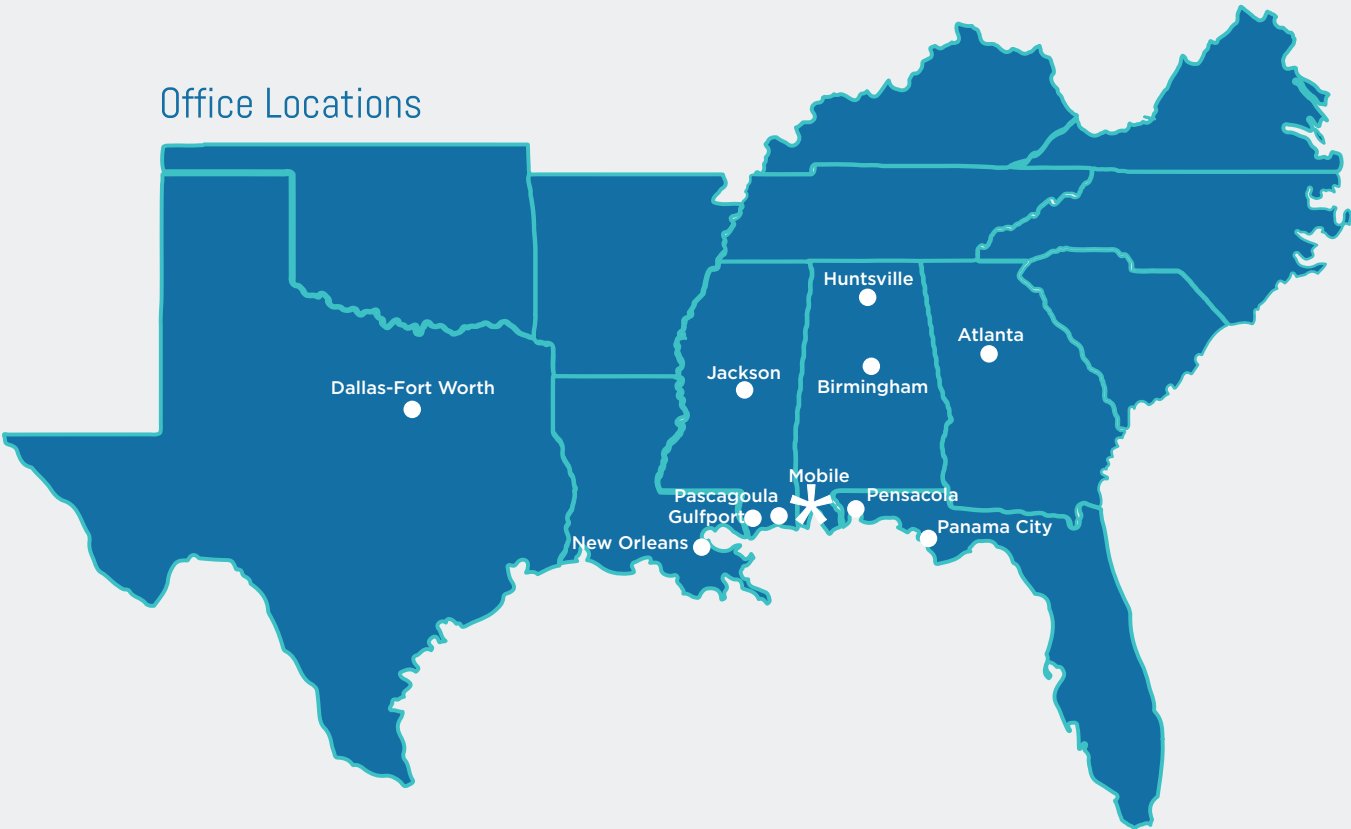 Office Locations
Huntsville
Atlanta
Jackson
Birmingham
Dallas-Fort Worth
Mobile
Pascagoula
Pensacola
Gulfport
Panama City
New Orleans